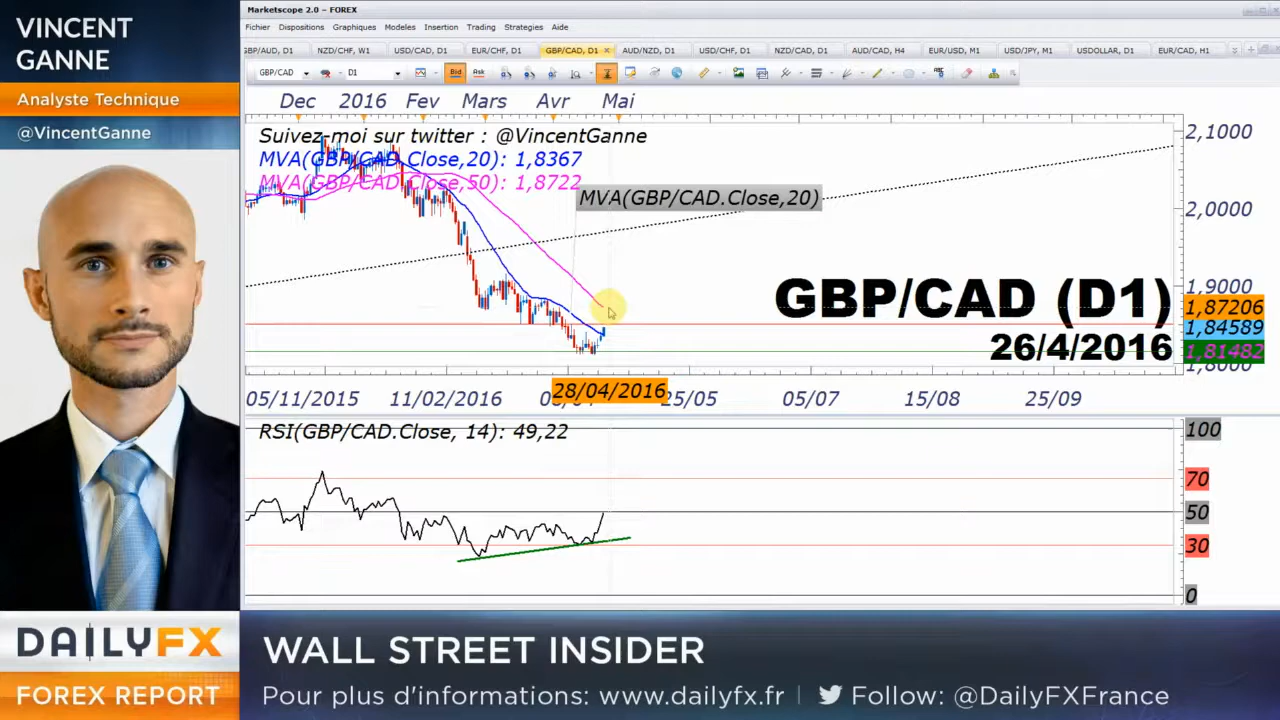 VINCENT
GANNE
Analyste Technique
@VincentGanne
Marketscope 2.0 – FOREX
Fichier Dispositions Graphiques Modeles Insertion Trading Strategies Aide
GBP/AUD, D1 NZD/CHF, W1 USD/CAD, D1 EUR/CHF, D1 GBP/CAD, D1 AUD/NZD, D1 USD/CHF, D1 NZD/CAD, D1 AUD/CAD, H4 EUR/USD, M1 USD/JPY, M1 USDOLLAR, D1 EUR/CAD, H1
GBP/CAD D1 Bid Ask
Dec 2016 Fev Mars Avr Mai
Suivez-moi sur twitter : @VincentGanne
MVA(GBP/CAD.Close,20): 1,8367
MVA(GBP/CAD.Close,50): 1,8722
MVA(GBP/CAD.Close,20)
2,1000
2,0000
1,9000
1,87206
1,84589
1,81482
1,8000
GBP/CAD (D1)
26/4/2016
05/11/2015 11/02/2016 28/04/2016 25/05 05/07 15/08 25/09
RSI(GBP/CAD.Close, 14): 49,22
100
70
50
30
0
DAILYFX
FOREX REPORT
WALL STREET INSIDER
Pour plus d'informations: www.dailyfx.fr | Follow: @DailyFXFrance